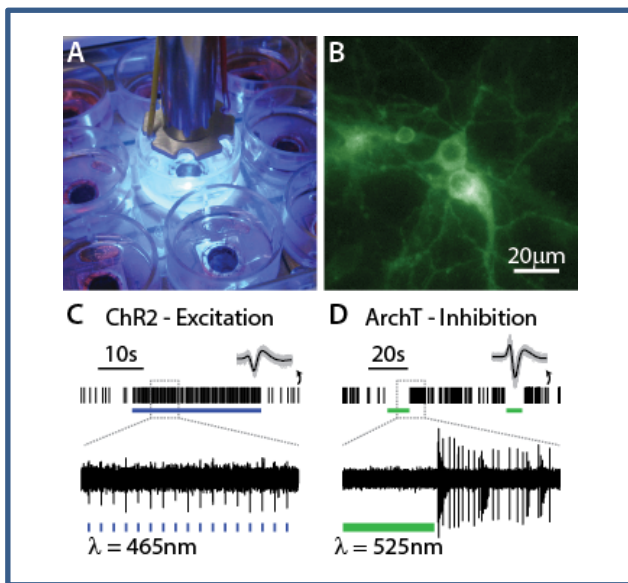 A
B
20μm
C ChR2 - Excitation
D ArchT - Inhibition
10s
20s
λ = 465nm
λ = 525nm